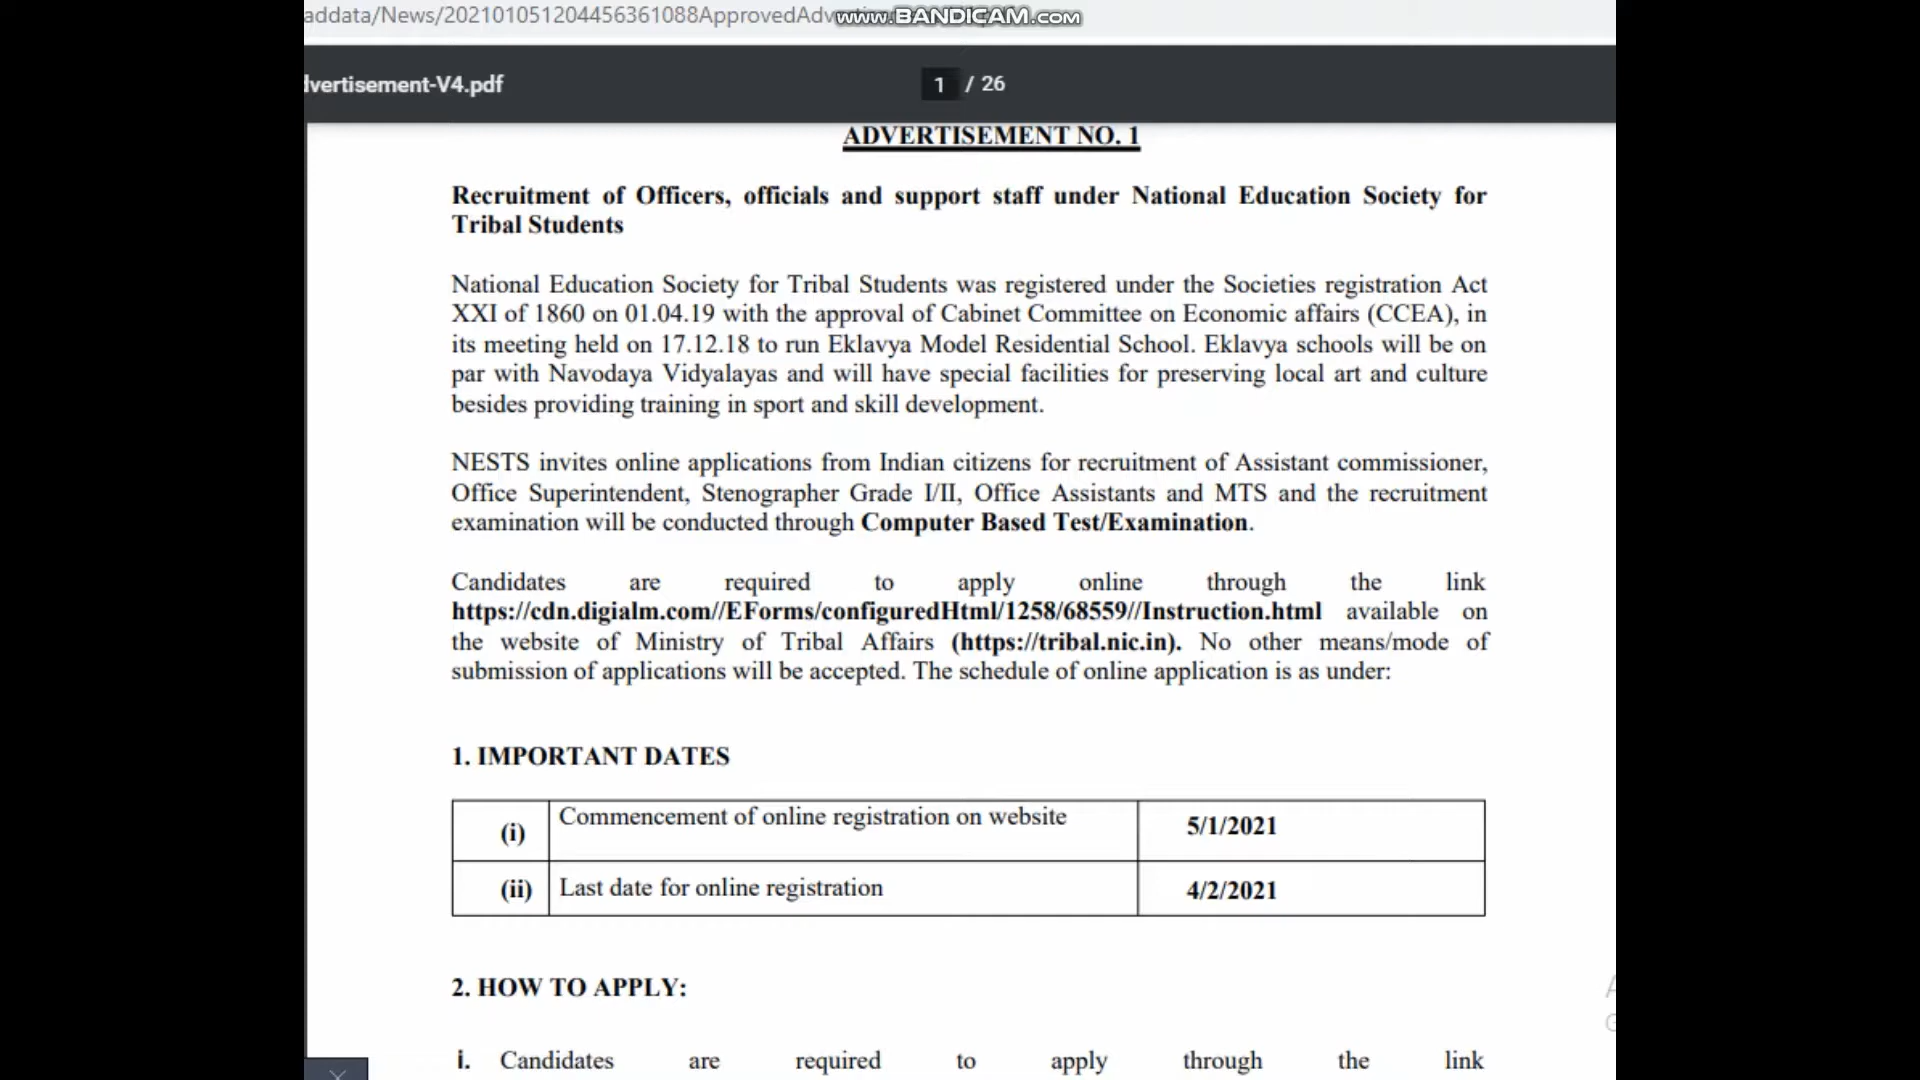 addata/News/202101051204456361088ApprovedAdv
www.BANDICAM.com
dvertisement-V4.pdf
1 / 26
ADVERTISEMENT NO. 1
Recruitment of Officers, officials and support staff under National Education Society for
Tribal Students
National Education Society for Tribal Students was registered under the Societies registration Act
XXI of 1860 on 01.04.19 with the approval of Cabinet Committee on Economic affairs (CCEA), in
its meeting held on 17.12.18 to run Eklavya Model Residential School. Eklavya schools will be on
par with Navodaya Vidyalayas and will have special facilities for preserving local art and culture
besides providing training in sport and skill development.
NESTS invites online applications from Indian citizens for recruitment of Assistant commissioner,
Office Superintendent, Stenographer Grade I/II, Office Assistants and MTS and the recruitment
examination will be conducted through Computer Based Test/Examination.
Candidates are required to apply online through the link
https://cdn.digialm.com//EForms/configuredHtml/1258/68559//Instruction.html available on
the website of Ministry of Tribal Affairs (https://tribal.nic.in). No other means/mode of
submission of applications will be accepted. The schedule of online application is as under:
1. IMPORTANT DATES
(i) Commencement of online registration on website 5/1/2021
(ii) Last date for online registration 4/2/2021
2. HOW TO APPLY:
i. Candidates are required to apply through the link